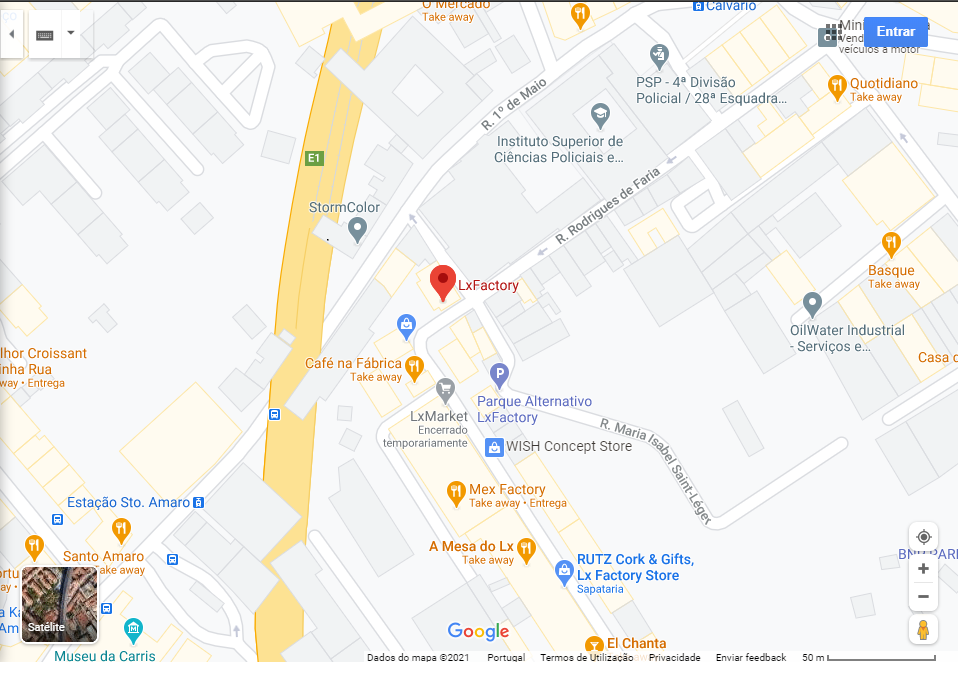 O Mercado
Take away
Calvário
Entrar
veículos a motor
PSP - 4ª Divisão
Policial / 28ª Esquadra...
Quotidiano
Take away
R. 1º de Maio
Instituto Superior de
Ciências Policiais e...
E1
R. Rodrigues de Faria
StormColor
LxFactory
Basque
Take away
OilWater Industrial
- Serviços e...
Casa d
lhor Croissant
inha Rua
way • Entrega
Café na Fábrica
Take away
P
Parque Alternativo
LxFactory
LxMarket
Encerrado
temporariamente
R. Maria Isabel Saint-Léger
WISH Concept Store
Estação Sto. Amaro
Mex Factory
Take away • Entrega
Santo Amaro
Take away
A Mesa do Lx
Take away
RUTZ Cork & Gifts,
Lx Factory Store
Sapataria
Satélite
Museu da Carris
Google
El Chanta
Dados do mapa ©2021 Portugal Termos de Utilização Privacidade Enviar feedback 50 m